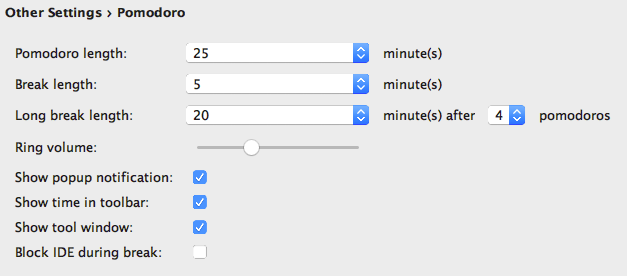 Other Settings › Pomodoro
Pomodoro length: 25 minute(s)
Break length: 5 minute(s)
Long break length: 20 minute(s) after 4 pomodoros
Ring volume:
Show popup notification:
Show time in toolbar:
Show tool window:
Block IDE during break: